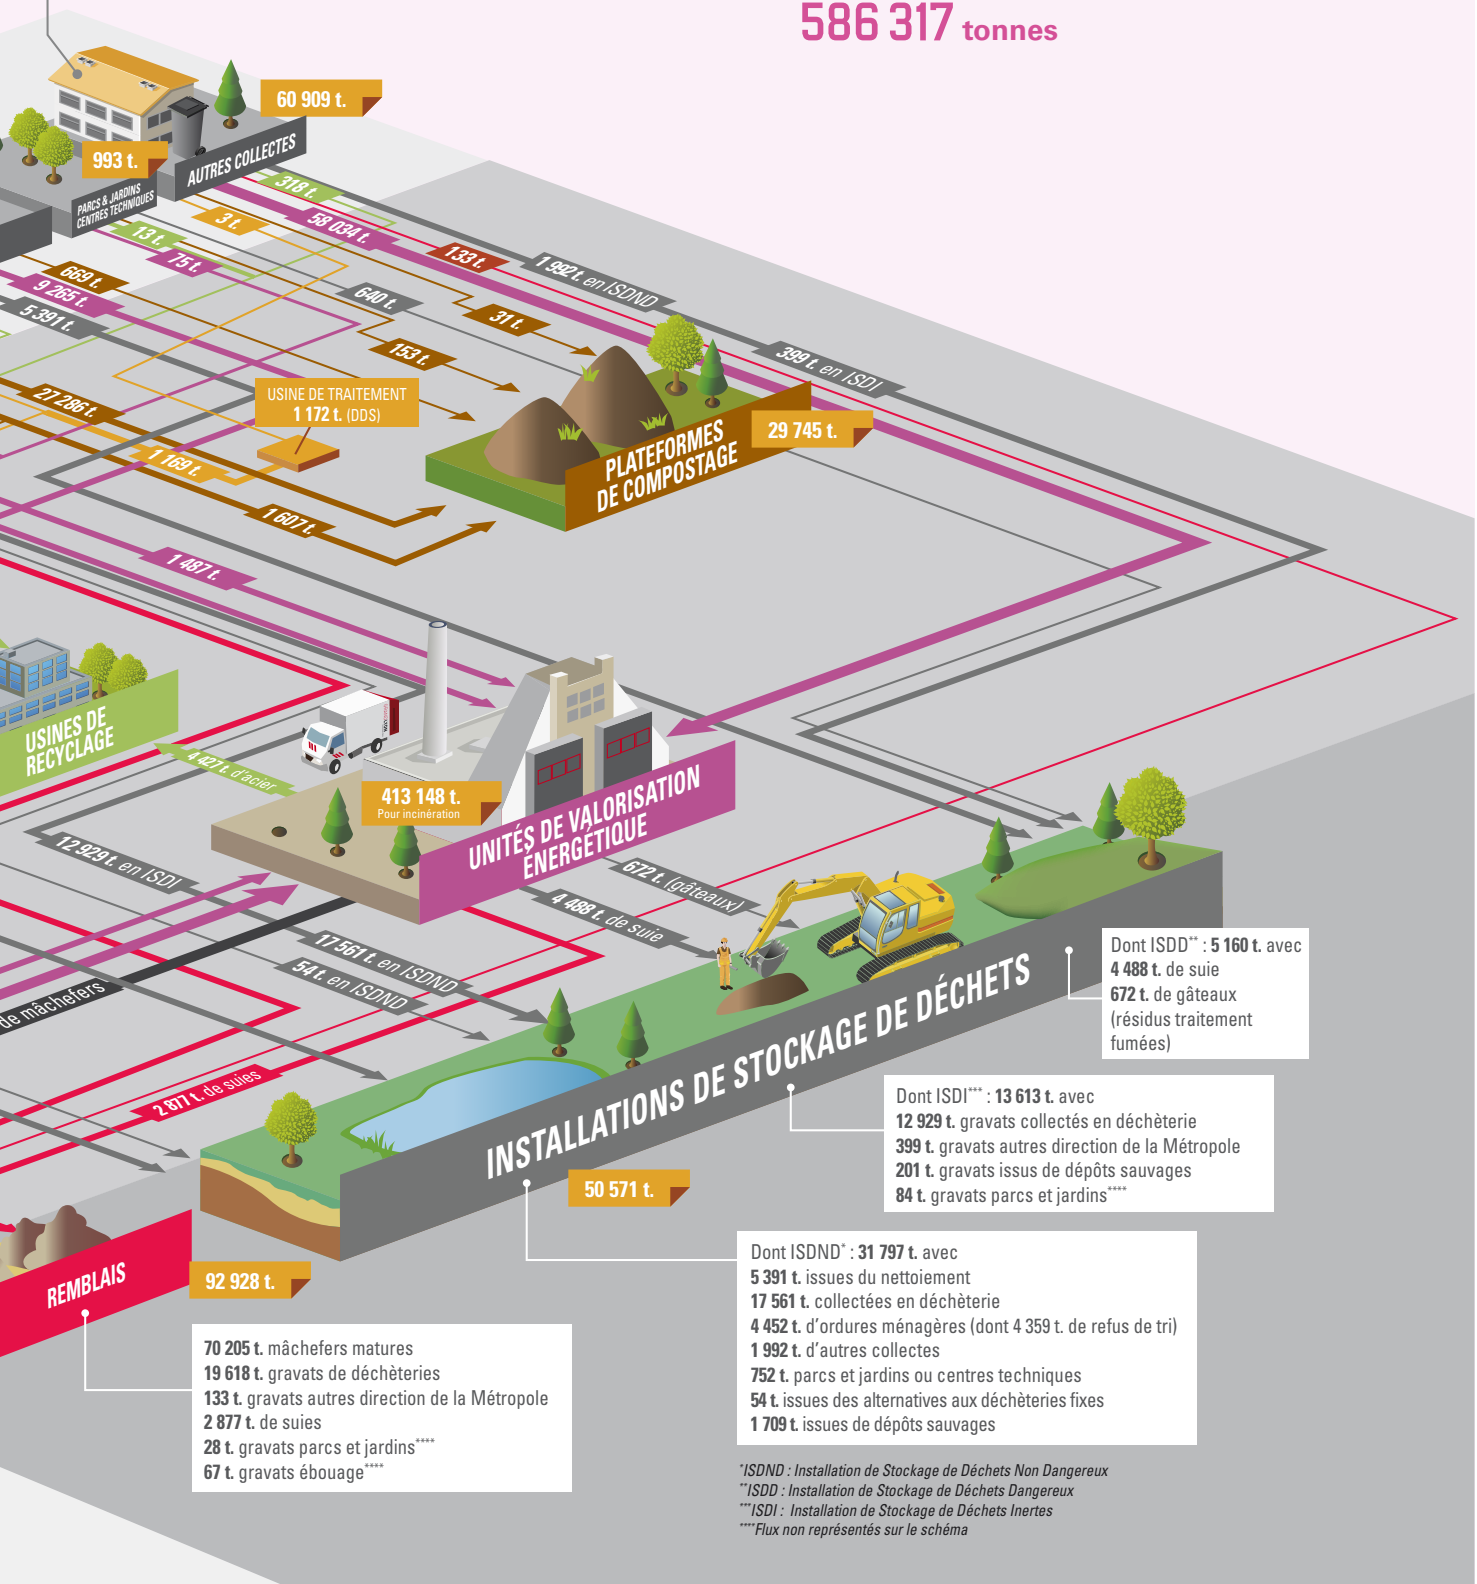 586 317 tonnes
60 909 t.
993 t.
AUTRES COLLECTES
PARCS & JARDINS
CENTRES TECHNIQUES
318 t.
3 t.
58 034 t.
13 t.
75 t.
133 t.
1 992 t. en ISDND
669 t.
9 265 t.
640 t.
5 391 t.
31 t.
153 t.
399 t. en ISDI
27 286 t.
USINE DE TRAITEMENT
1 172 t. (DDS)
29 745 t.
PLATEFORMES
DE COMPOSTAGE
1 169 t.
1 607 t.
1 487 t.
USINES DE
RECYCLAGE
4 427 t. d'acier
413 148 t.
Pour incinération
UNITÉS DE VALORISATION
ÉNERGÉTIQUE
12 929 t. en ISDI
672 t. (gâteaux)
4 488 t. de suie
17 561 t. en ISDND
54 t. en ISDND
de mâchefers
2 877 t. de suies
INSTALLATIONS DE STOCKAGE DE DÉCHETS
Dont ISDD** : 5 160 t. avec
4 488 t. de suie
672 t. de gâteaux
(résidus traitement
fumées)
Dont ISDI*** : 13 613 t. avec
12 929 t. gravats collectés en déchèterie
399 t. gravats autres direction de la Métropole
201 t. gravats issus de dépôts sauvages
84 t. gravats parcs et jardins****
50 571 t.
Dont ISDND* : 31 797 t. avec
5 391 t. issues du nettoiement
17 561 t. collectées en déchèterie
4 452 t. d'ordures ménagères (dont 4 359 t. de refus de tri)
1 992 t. d'autres collectes
752 t. parcs et jardins ou centres techniques
54 t. issues des alternatives aux déchèteries fixes
1 709 t. issues de dépôts sauvages
REMBLAIS
92 928 t.
70 205 t. mâchefers matures
19 618 t. gravats de déchèteries
133 t. gravats autres direction de la Métropole
2 877 t. de suies
28 t. gravats parcs et jardins****
67 t. gravats ébouage****
*ISDND : Installation de Stockage de Déchets Non Dangereux
**ISDD : Installation de Stockage de Déchets Dangereux
***ISDI : Installation de Stockage de Déchets Inertes
****Flux non représentés sur le schéma